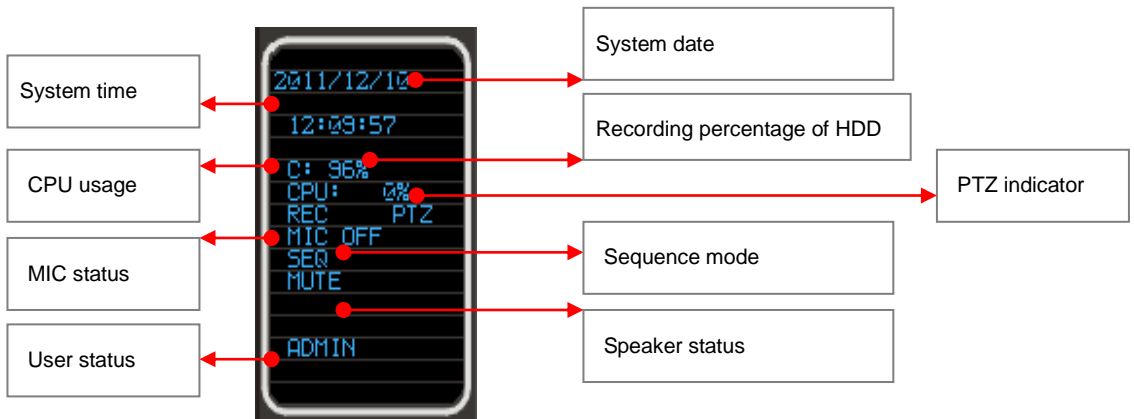 System date
System time
2011/12/10
12:09:57
Recording percentage of HDD
C: 96%
CPU usage
CPU: 0%
PTZ indicator
REC PTZ
MIC OFF
MIC status
SEQ
Sequence mode
MUTE
Speaker status
ADMIN
User status